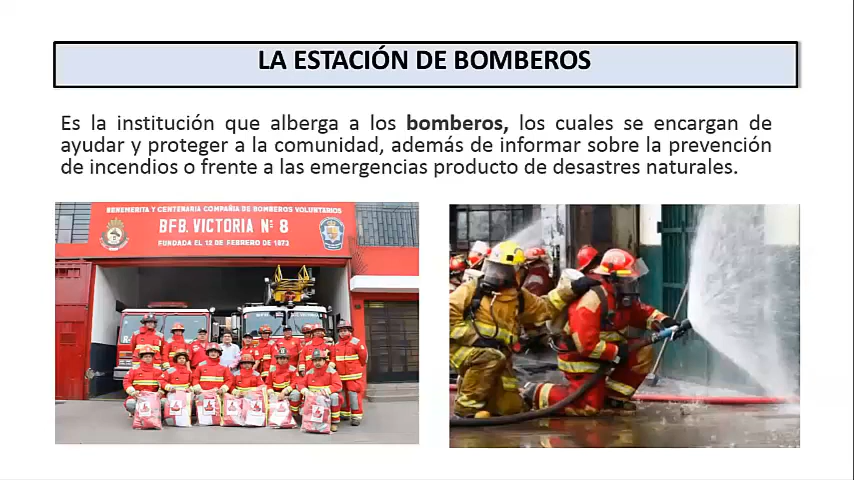 LA ESTACIÓN DE BOMBEROS
Es la institución que alberga a los bomberos, los cuales se encargan de
ayudar y proteger a la comunidad, además de informar sobre la prevención
de incendios o frente a las emergencias producto de desastres naturales.
BENEMERITA Y CENTENARIA COMPAÑIA DE BOMBEROS VOLUNTARIOS
BFB. VICTORIA Nº 8
FUNDADA EL 12 DE FEBRERO DE 1873